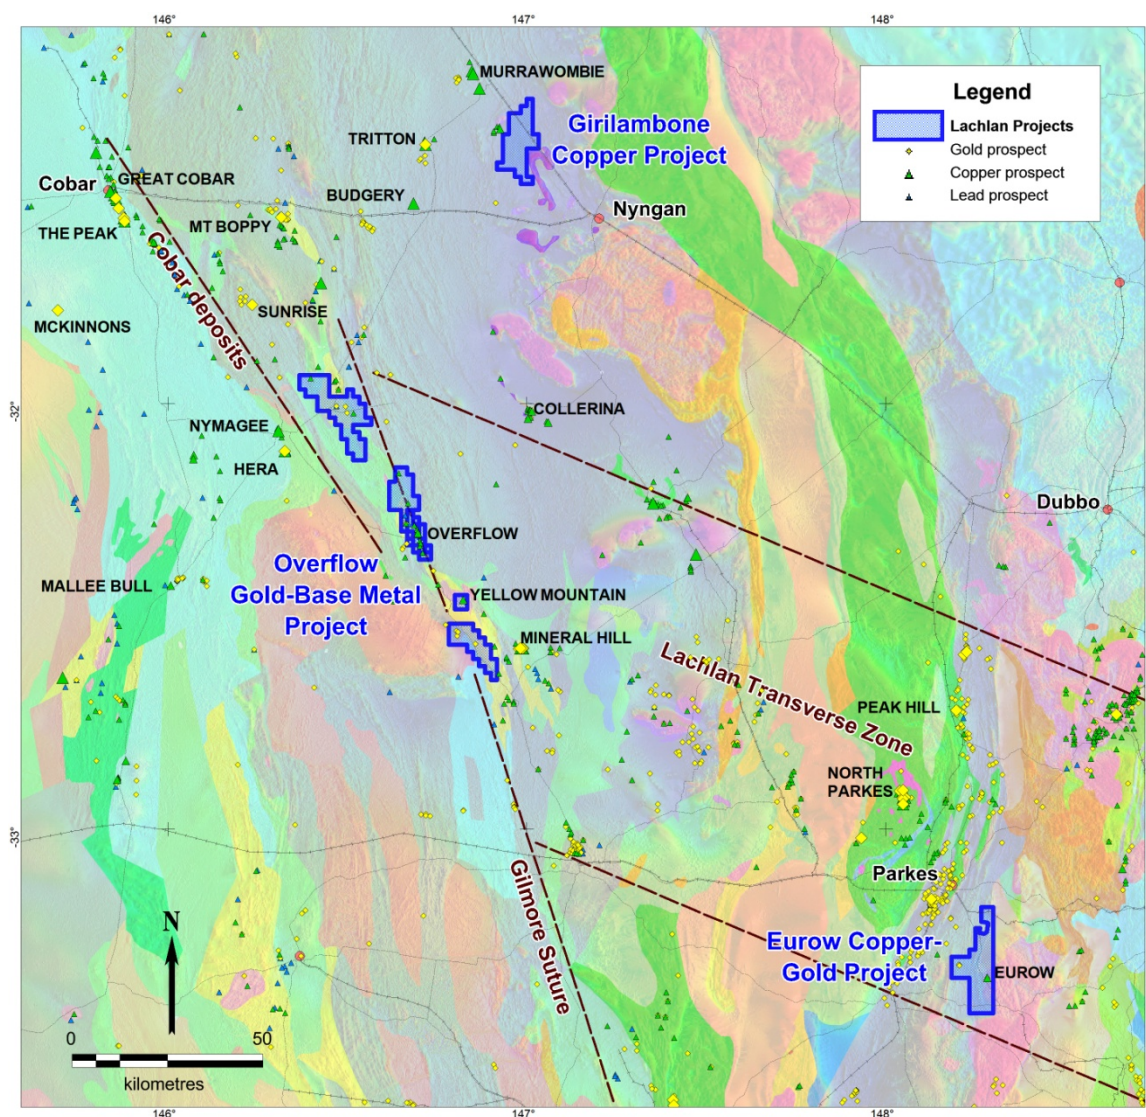 146°
147°
148°
MURRAWOMBIE
Legend
Lachlan Projects
Gold prospect
Copper prospect
Lead prospect
Girilambone
Copper Project
TRITTON
Cobar
GREAT COBAR
BUDGERY
Nyngan
THE PEAK
MT BOPPY
Cobar deposits
SUNRISE
MCKINNONS
-32°
COLLERINA
NYMAGEE
HERA
Dubbo
OVERFLOW
Overflow
Gold-Base Metal
Project
MALLEE BULL
YELLOW MOUNTAIN
MINERAL HILL
Lachlan Transverse Zone
PEAK HILL
NORTH
PARKES
-33°
Parkes
Gilmore Suture
N
Eurow Copper-
Gold Project
EUROW
0
50
kilometres
146°
147°
148°